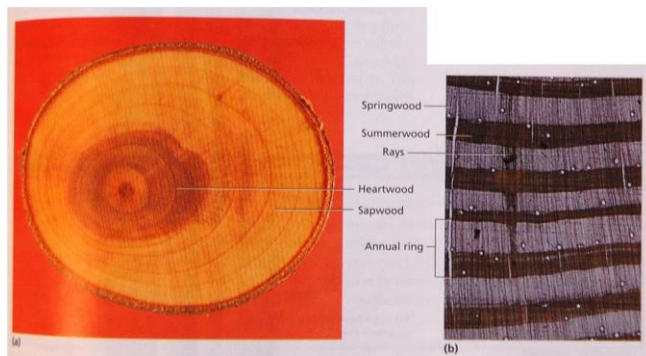 Springwood
Summerwood
Rays
Heartwood
Sapwood
Annual ring
(a)
(b)